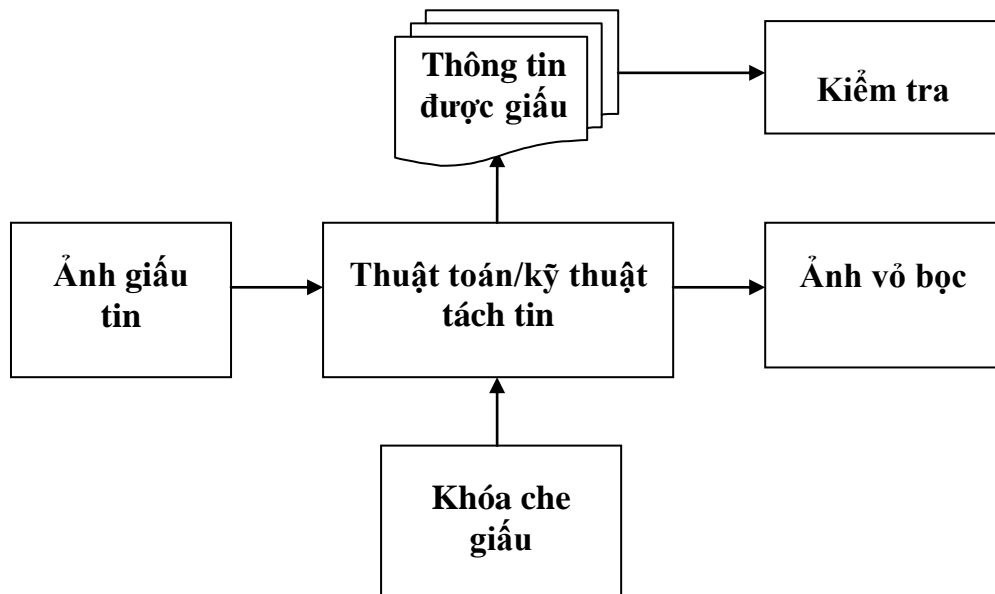 Thông tin
được giấu
Kiểm tra
Ảnh giấu
tin
Thuật toán/kỹ thuật
tách tin
Ảnh vỏ bọc
Khóa che
giấu